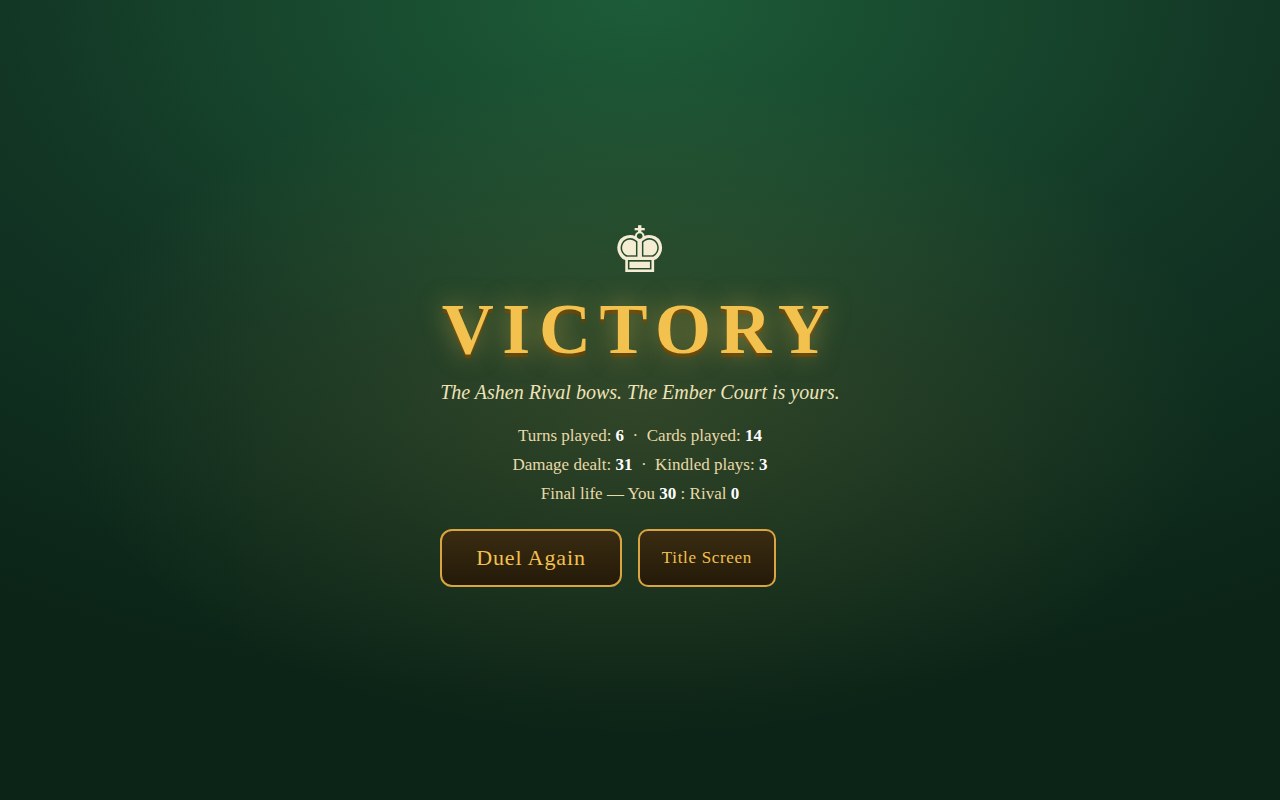 VICTORY
The Ashen Rival bows. The Ember Court is yours.
Turns played: 6 · Cards played: 14
Damage dealt: 31 · Kindled plays: 3
Final life — You 30 : Rival 0
Duel Again
Title Screen